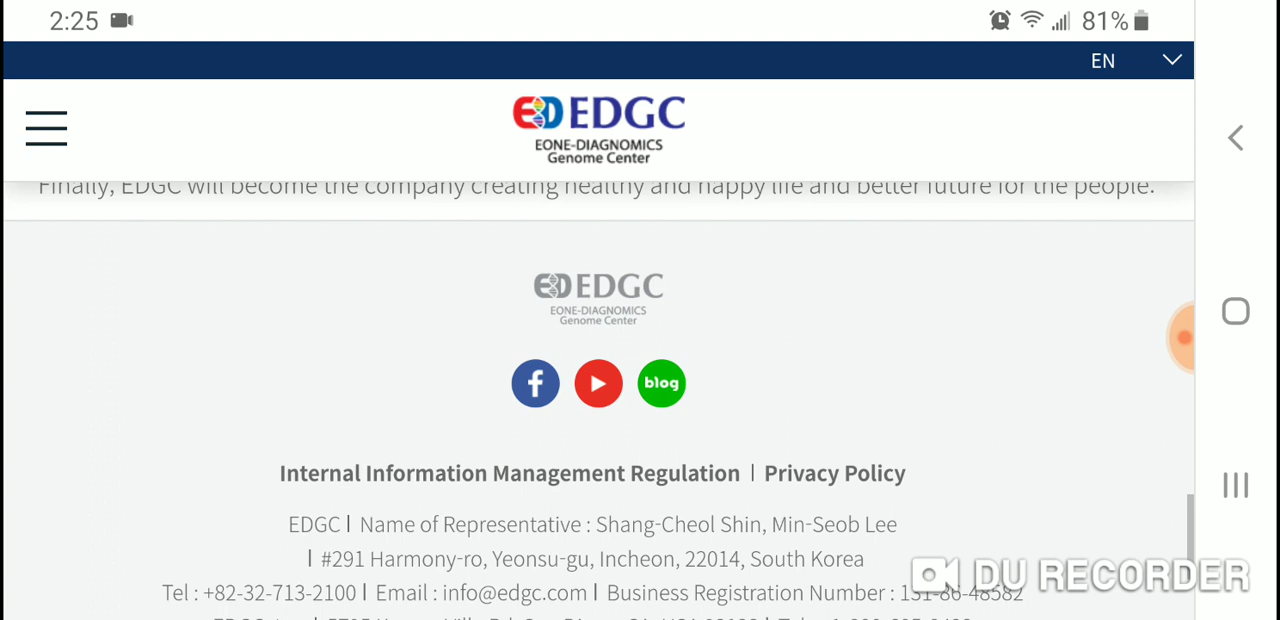 2:25 81%
EN
EDGC
EONE-DIAGNOMICS
Genome Center
Finally, EDGC will become the company creating healthy and happy life and better future for the people.
EDGC
EONE-DIAGNOMICS
Genome Center
f blog
Internal Information Management Regulation | Privacy Policy
EDGC | Name of Representative : Shang-Cheol Shin, Min-Seob Lee
| #291 Harmony-ro, Yeonsu-gu, Incheon, 22014, South Korea
DU RECORDER
Tel : +82-32-713-2100 | Email : info@edgc.com | Business Registration Number : 131-86-48582